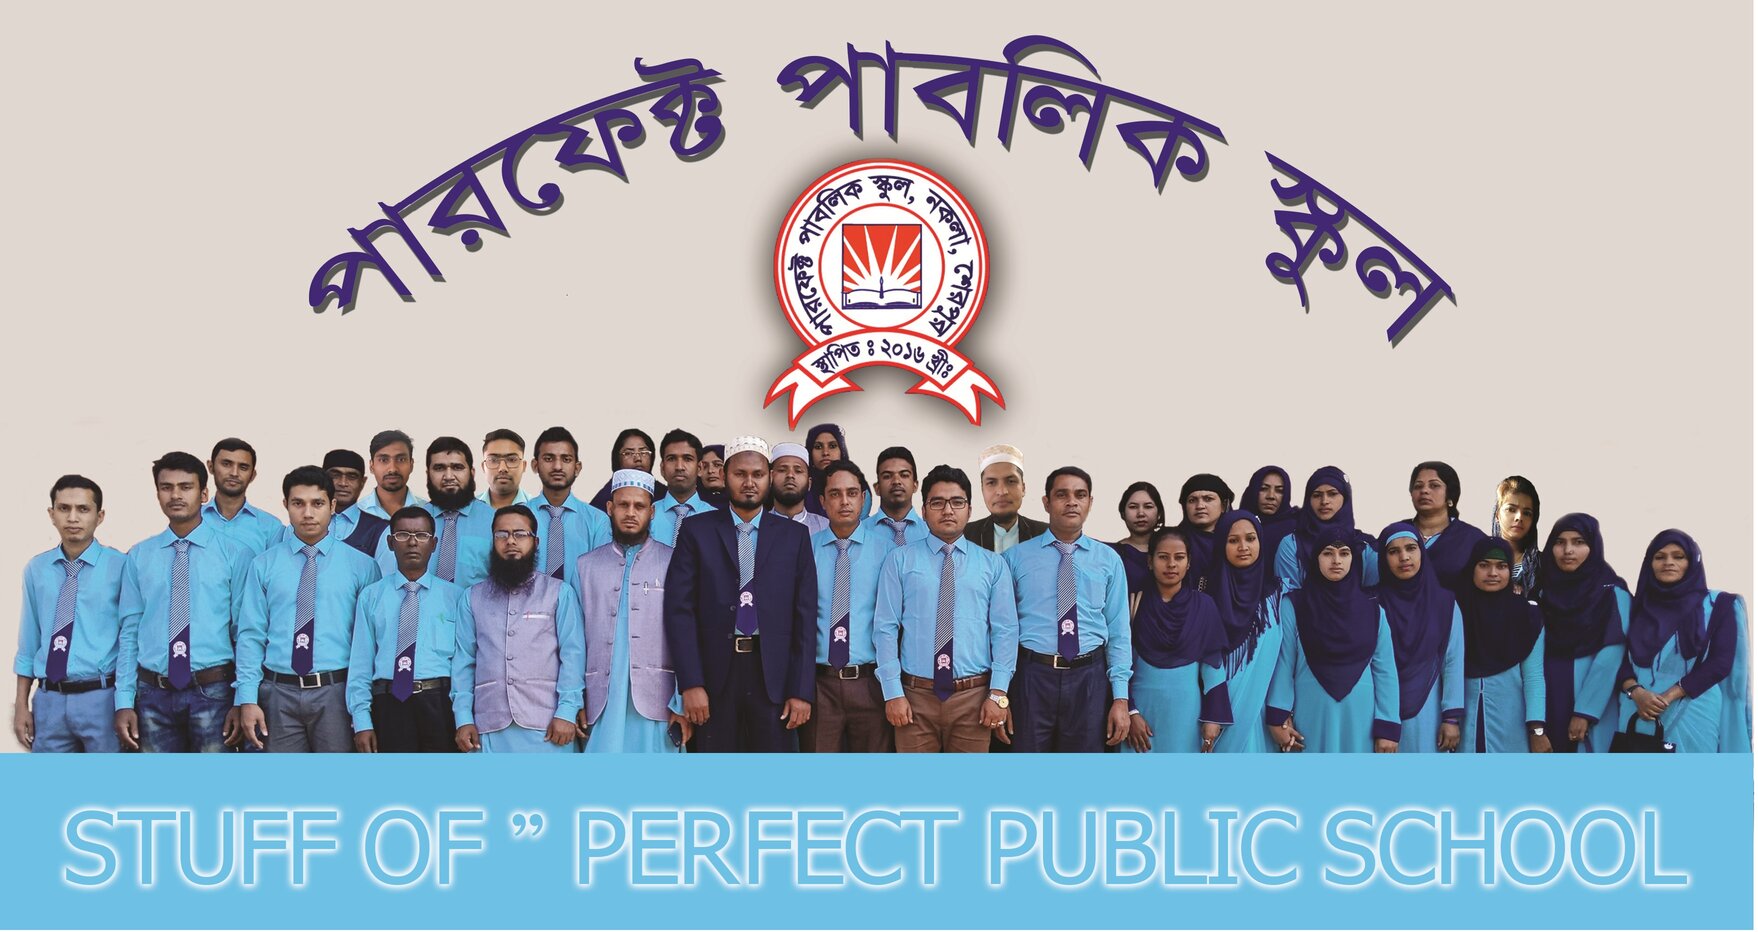 পারফেক্ট পাবলিক স্কুল
পারফেক্ট পাবলিক স্কুল, নকলা, শেরপুর
স্থাপিত ঃ ২০১৬ খ্রীঃ
STUFF OF ” PERFECT PUBLIC SCHOOL